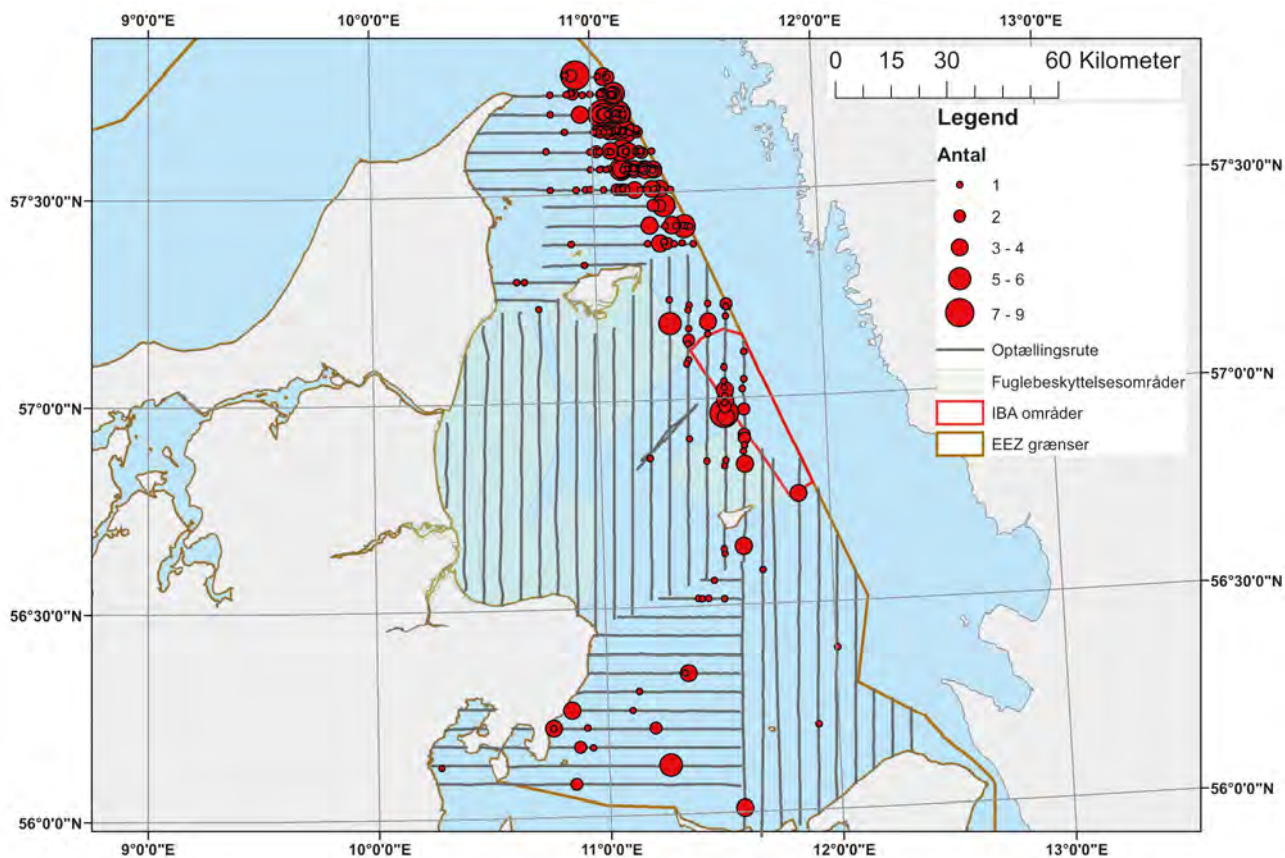 9°0'0"E 10°0'0"E 11°0'0"E 12°0'0"E 13°0'0"E
0 15 30 60 Kilometer
Legend
Antal
1
2
3 - 4
5 - 6
7 - 9
Optællingsrute
Fuglebeskyttelsesområder
IBA områder
EEZ grænser
57°30'0"N 57°30'0"N
57°0'0"N 57°0'0"N
56°30'0"N 56°30'0"N
56°0'0"N 56°0'0"N
9°0'0"E 10°0'0"E 11°0'0"E 12°0'0"E 13°0'0"E